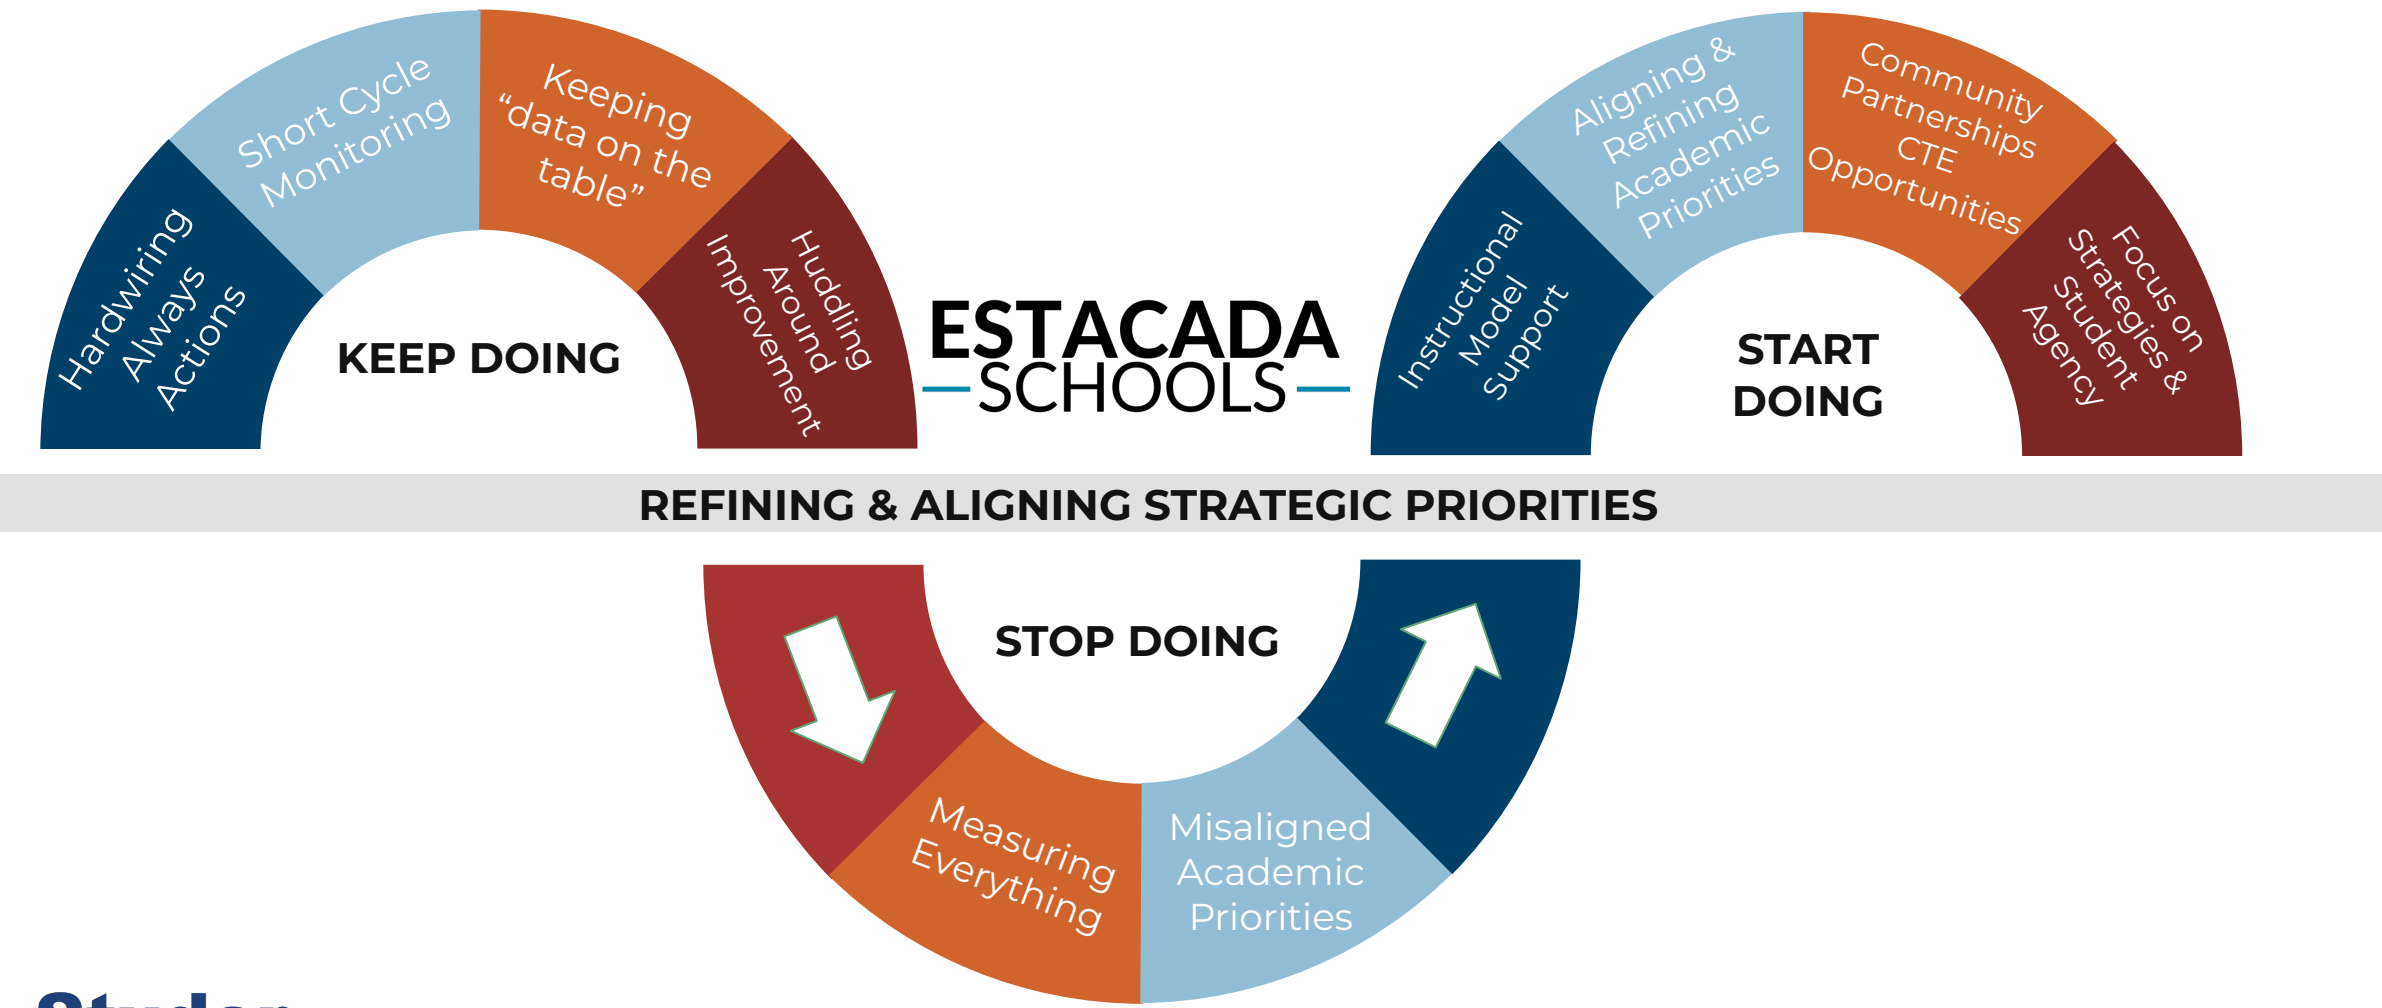 Hardwiring
Always
Actions
Short Cycle
Monitoring
Keeping
“data on the
table”
Huddling
Around
Improvement
KEEP DOING
ESTACADA
SCHOOLS
Instructional
Model
Support
Aligning &
Refining
Academic
Priorities
Community
Partnerships
CTE
Opportunities
Focus on
Strategies &
Student
Agency
START
DOING
REFINING & ALIGNING STRATEGIC PRIORITIES
STOP DOING
Measuring
Everything
Misaligned
Academic
Priorities